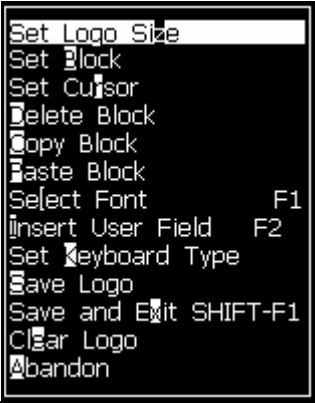 Set Logo Size
Set Block
Set Cursor
Delete Block
Copy Block
Paste Block
Select Font F1
Insert User Field F2
Set Keyboard Type
Save Logo
Save and Exit SHIFT-F1
Clear Logo
Abandon